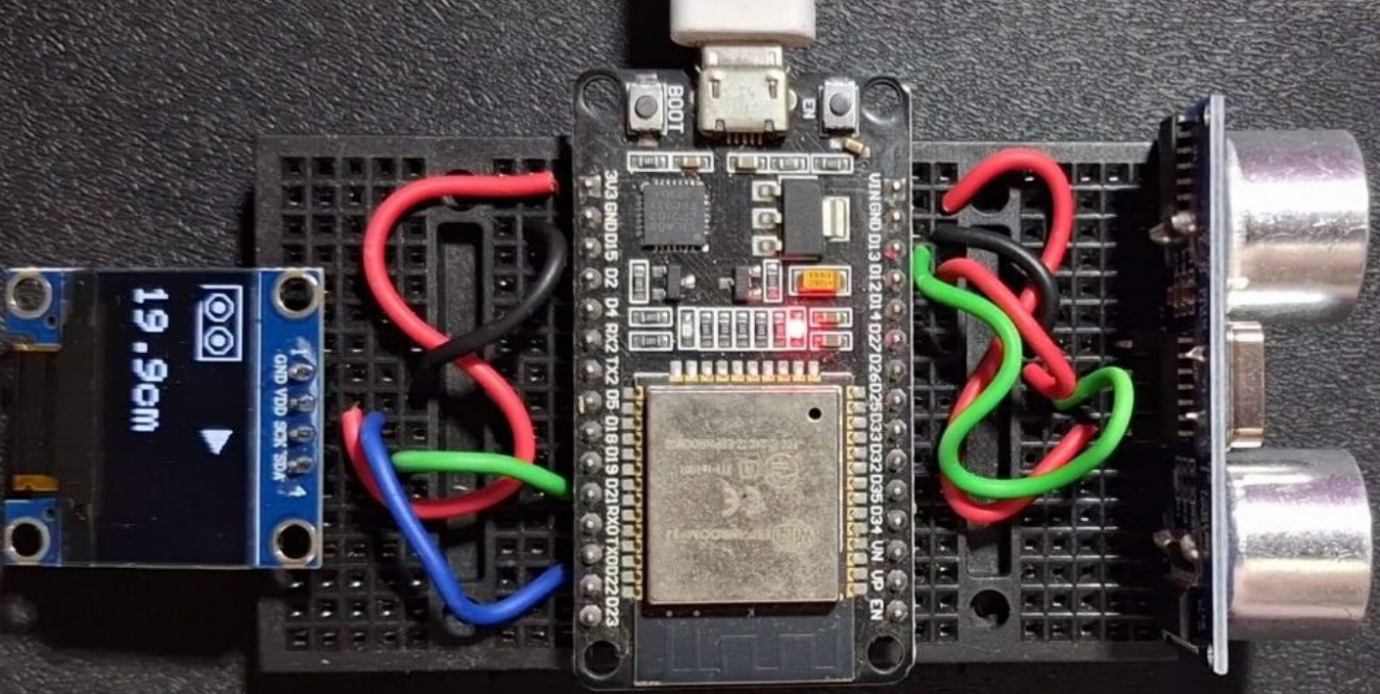 BOOT
EN
3V3
GND
D15
D2
D4
RX2
TX2
D5
D18
D19
D21
RX0
TX0
D22
D23
VIN
GND
D13
D12
D14
D27
D26
D25
D33
D32
D35
D34
VN
VP
EN
19.9cm
GND
VDD
SCK
SDA